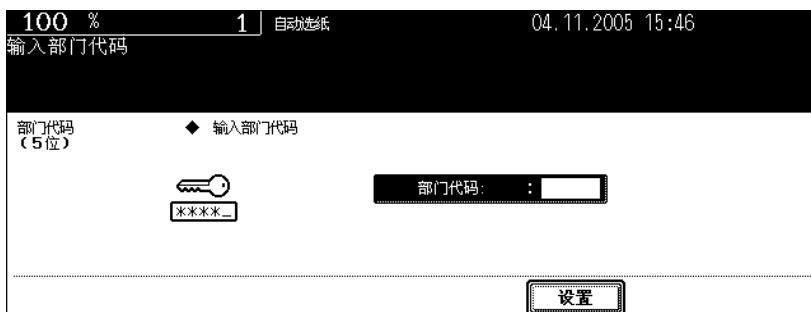 100 % 1 自动选纸 04.11.2005 15:46
输入部门代码
部门代码 ◆ 输入部门代码
(5位)
部门代码: :
****_
设置